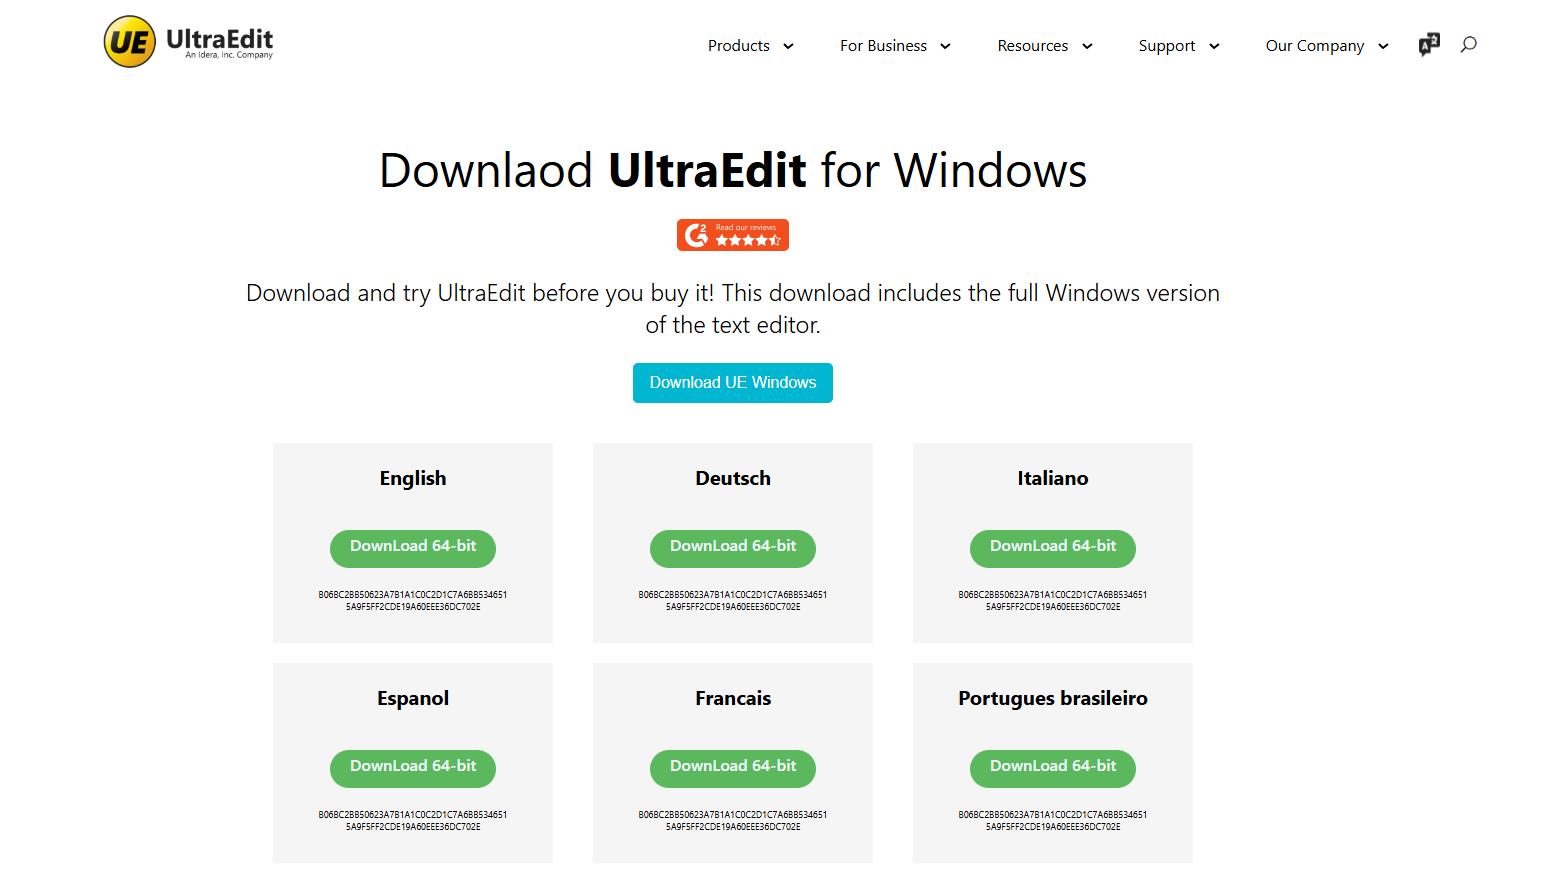 UE UltraEdit
An Idera, Inc. Company
Products For Business Resources Support Our Company
Downlaod UltraEdit for Windows
G2 Read our reviews
Download and try UltraEdit before you buy it! This download includes the full Windows version
of the text editor.
Download UE Windows
English
DownLoad 64-bit
B06BC2BB50623A7B1A1C0C2D1C7A6BB534651
5A9F5FF2CDE19A60EEE36DC702E
Deutsch
DownLoad 64-bit
B06BC2BB50623A7B1A1C0C2D1C7A6BB534651
5A9F5FF2CDE19A60EEE36DC702E
Italiano
DownLoad 64-bit
B06BC2BB50623A7B1A1C0C2D1C7A6BB534651
5A9F5FF2CDE19A60EEE36DC702E
Espanol
DownLoad 64-bit
B06BC2BB50623A7B1A1C0C2D1C7A6BB534651
5A9F5FF2CDE19A60EEE36DC702E
Francais
DownLoad 64-bit
B06BC2BB50623A7B1A1C0C2D1C7A6BB534651
5A9F5FF2CDE19A60EEE36DC702E
Portugues brasileiro
DownLoad 64-bit
B06BC2BB50623A7B1A1C0C2D1C7A6BB534651
5A9F5FF2CDE19A60EEE36DC702E